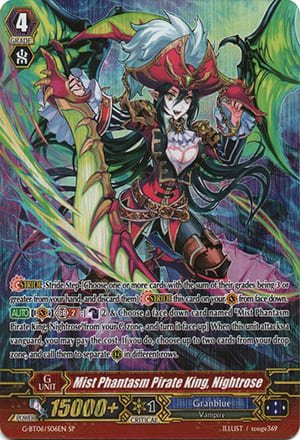 4
GRADE
STRIDE Stride Step [Choose one or more cards with the sum of their grades being 3 or
greater from your hand, and discard them] STRIDE this card on your from face down.
AUTO 2 & Choose a face down card named "Mist Phantasm
Pirate King, Nightrose" from your G zone, and turn it face up] When this unit attacks
a vanguard, you may pay the cost. If you do, choose up to two cards from your drop
zone, and call them to separate in different rows.
G
UNIT
Mist Phantasm Pirate King, Nightrose
POWER
15000+
1
CRITICAL
Granblue
Vampire
G-BT06/S06EN SP
ILLUST / touge369